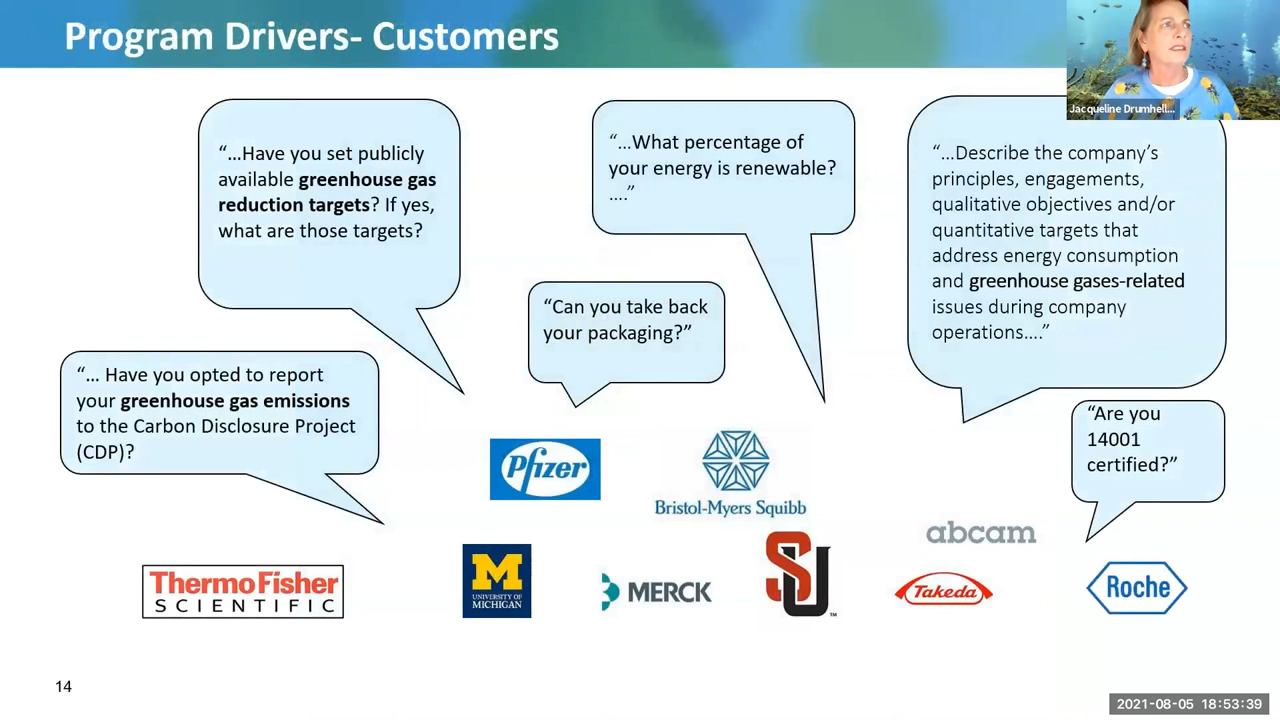 Program Drivers- Customers
Jacqueline Drumhell...
“...Have you set publicly
available greenhouse gas
reduction targets? If yes,
what are those targets?
“...What percentage of
your energy is renewable?
....”
“...Describe the company’s
principles, engagements,
qualitative objectives and/or
quantitative targets that
address energy consumption
and greenhouse gases-related
issues during company
operations....”
“Can you take back
your packaging?”
“... Have you opted to report
your greenhouse gas emissions
to the Carbon Disclosure Project
(CDP)?
“Are you
14001
certified?”
Pfizer
Bristol-Myers Squibb
abcam
ThermoFisher
SCIENTIFIC
M
UNIVERSITY OF
MICHIGAN
MERCK
SU
TM
Takeda
Roche
14
2021-08-05 18:53:39